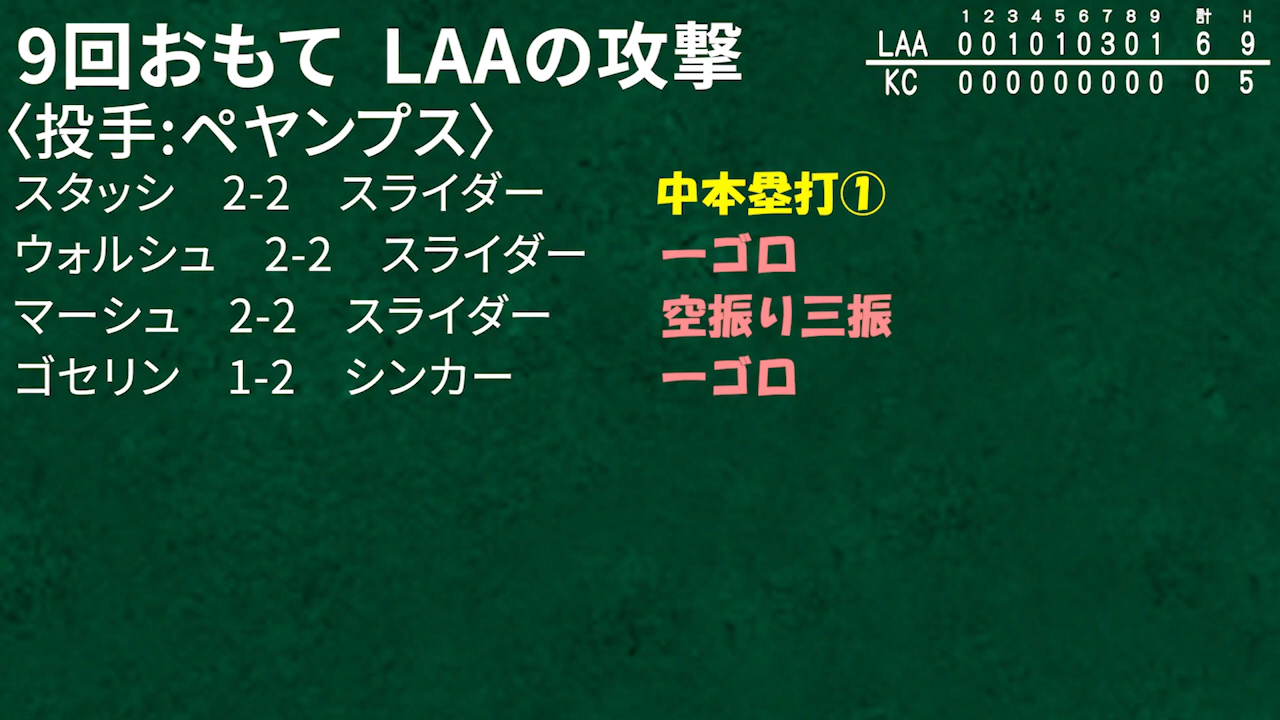 9回おもて LAAの攻撃
1 2 3 4 5 6 7 8 9 計 H
LAA 0 0 1 0 1 0 3 0 1 6 9
KC 0 0 0 0 0 0 0 0 0 0 5
〈投手:ペヤンプス〉
スタッシ 2-2 スライダー 中本塁打①
ウォルシュ 2-2 スライダー 一ゴロ
マーシュ 2-2 スライダー 空振り三振
ゴセリン 1-2 シンカー 一ゴロ